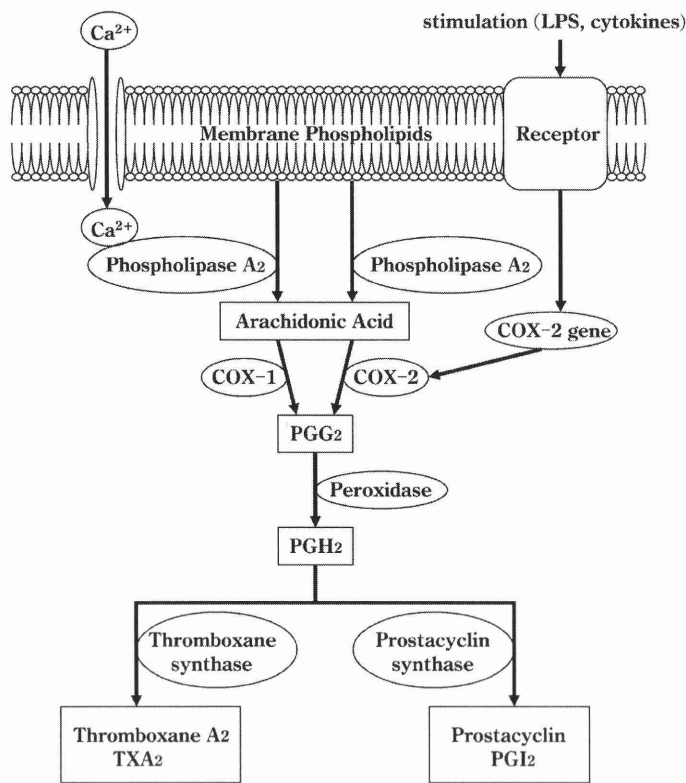 Ca²⁺
stimulation (LPS, cytokines)
Membrane Phospholipids
Receptor
Ca²⁺
Phospholipase A₂
Phospholipase A₂
Arachidonic Acid
COX-2 gene
COX-1
COX-2
PGG₂
Peroxidase
PGH₂
Thromboxane
synthase
Prostacyclin
synthase
Thromboxane A₂
TXA₂
Prostacyclin
PGI₂